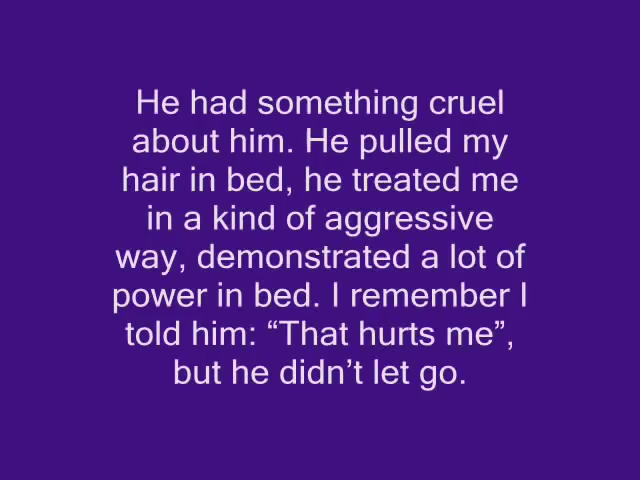 He had something cruel
about him. He pulled my
hair in bed, he treated me
in a kind of aggressive
way, demonstrated a lot of
power in bed. I remember I
told him: “That hurts me”,
but he didn’t let go.